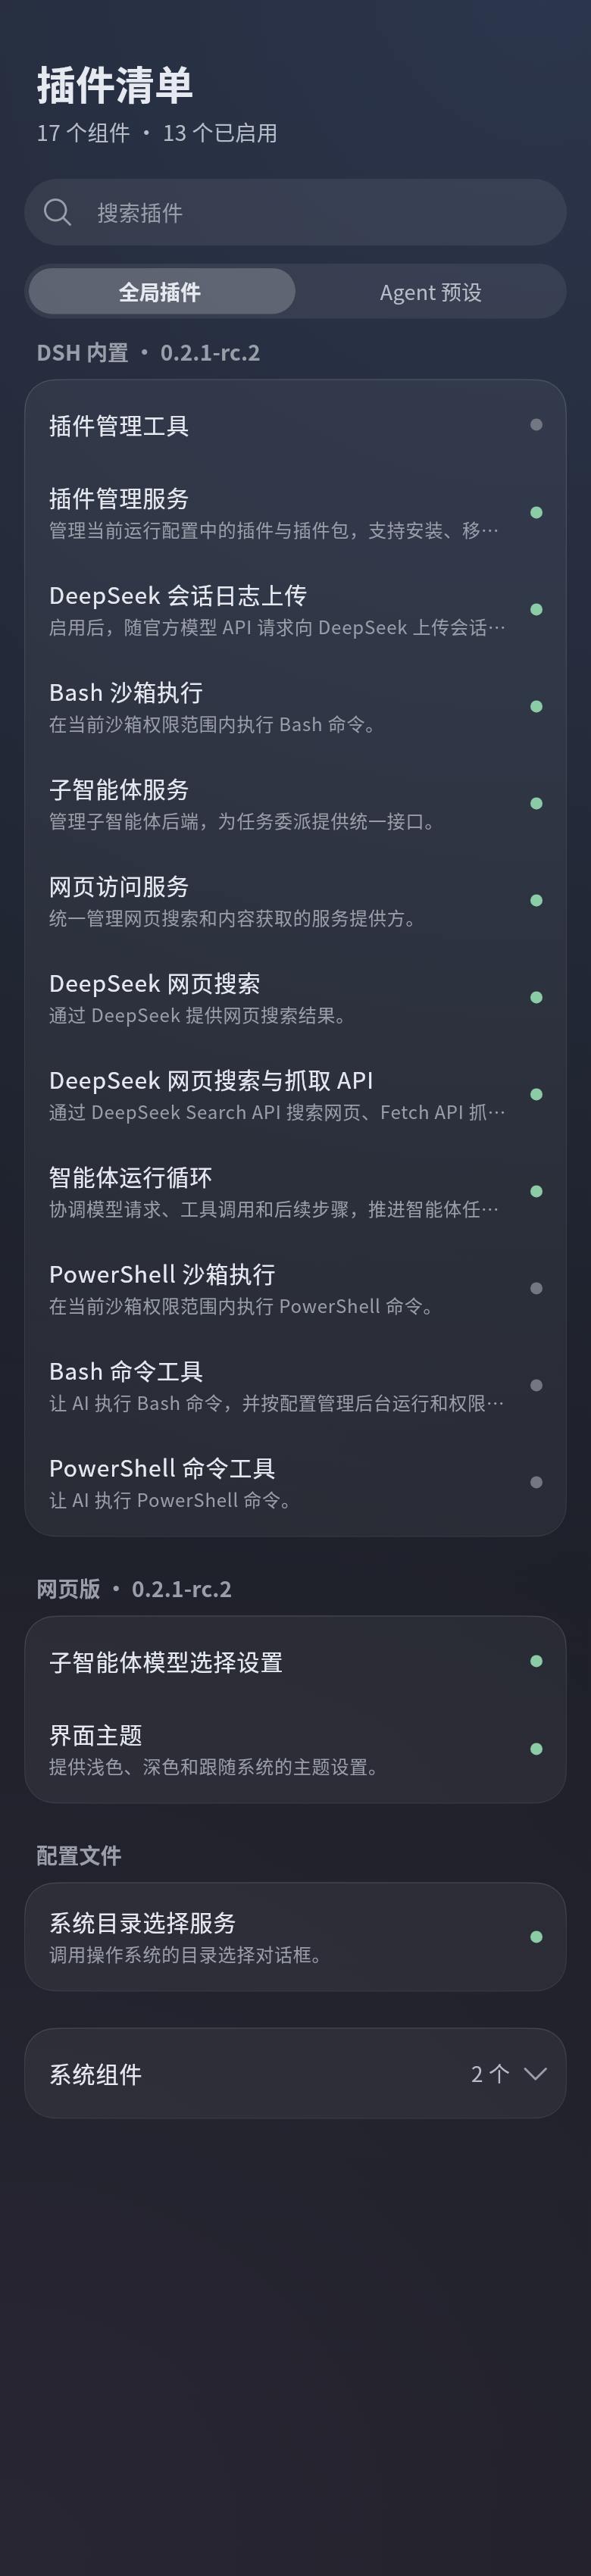 插件清单
17 个组件 · 13 个已启用
搜索插件
全局插件
Agent 预设
DSH 内置 · 0.2.1-rc.2
插件管理工具
插件管理服务
管理当前运行配置中的插件与插件包，支持安装、移…
DeepSeek 会话日志上传
启用后，随官方模型 API 请求向 DeepSeek 上传会话…
Bash 沙箱执行
在当前沙箱权限范围内执行 Bash 命令。
子智能体服务
管理子智能体后端，为任务委派提供统一接口。
网页访问服务
统一管理网页搜索和内容获取的服务提供方。
DeepSeek 网页搜索
通过 DeepSeek 提供网页搜索结果。
DeepSeek 网页搜索与抓取 API
通过 DeepSeek Search API 搜索网页、Fetch API 抓…
智能体运行循环
协调模型请求、工具调用和后续步骤，推进智能体任…
PowerShell 沙箱执行
在当前沙箱权限范围内执行 PowerShell 命令。
Bash 命令工具
让 AI 执行 Bash 命令，并按配置管理后台运行和权限…
PowerShell 命令工具
让 AI 执行 PowerShell 命令。
网页版 · 0.2.1-rc.2
子智能体模型选择设置
界面主题
提供浅色、深色和跟随系统的主题设置。
配置文件
系统目录选择服务
调用操作系统的目录选择对话框。
系统组件
2 个